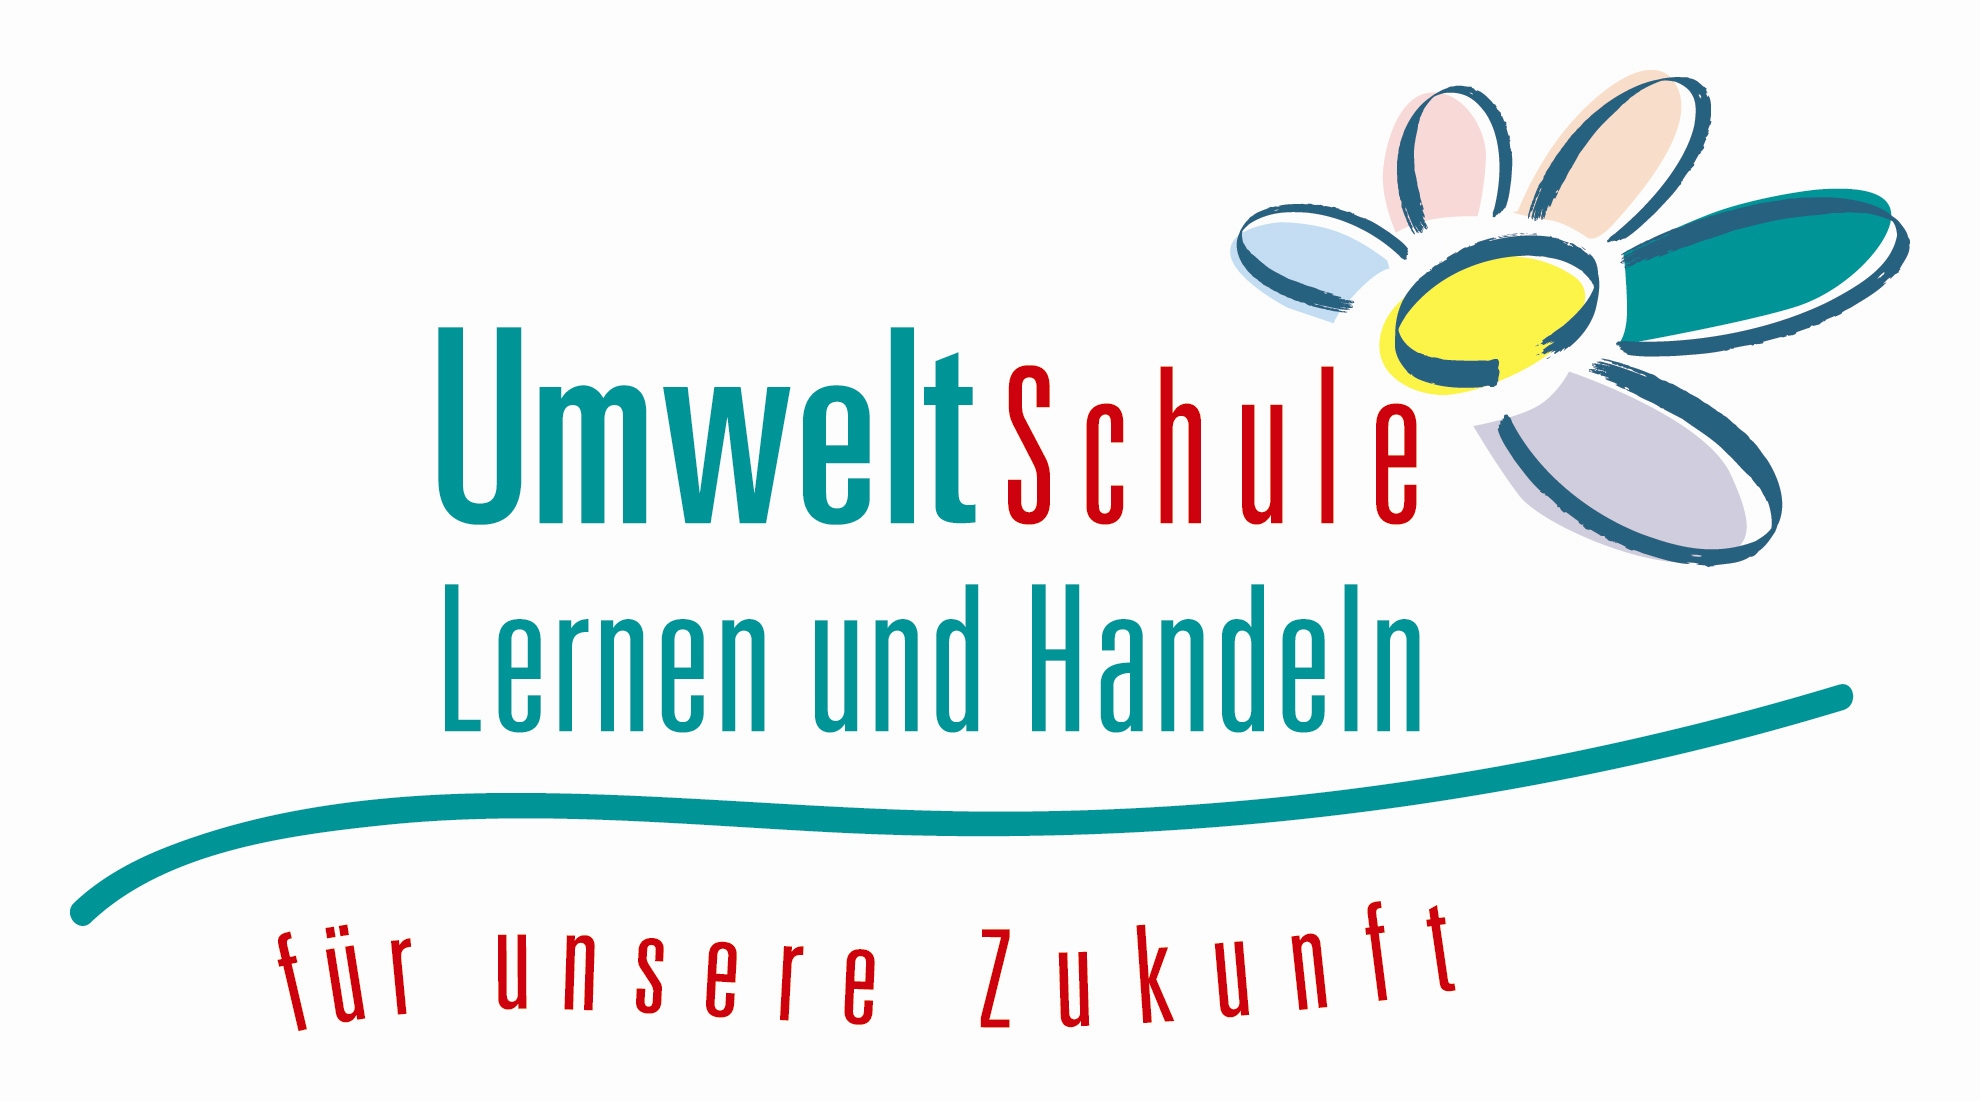 UmweltSchule
Lernen und Handeln
für unsere Zukunft